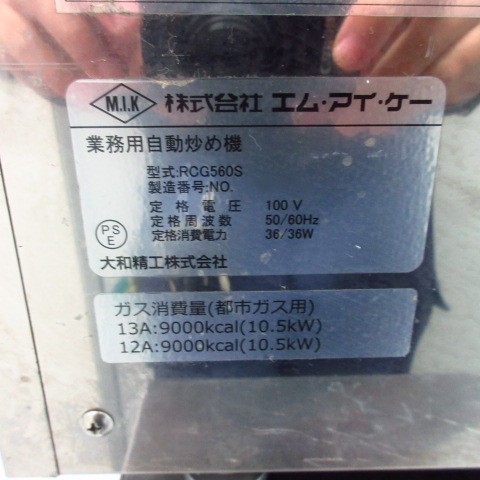 M.I.K 株式会社 エム・アイ・ケー
業務用自動炒め機
型式:RCG560S
製造番号:NO.
定格電圧 100 V
定格周波数 50/60Hz
定格消費電力 36/36W
PS
E
大和精工株式会社
ガス消費量(都市ガス用)
13A:9000kcal(10.5kW)
12A:9000kcal(10.5kW)